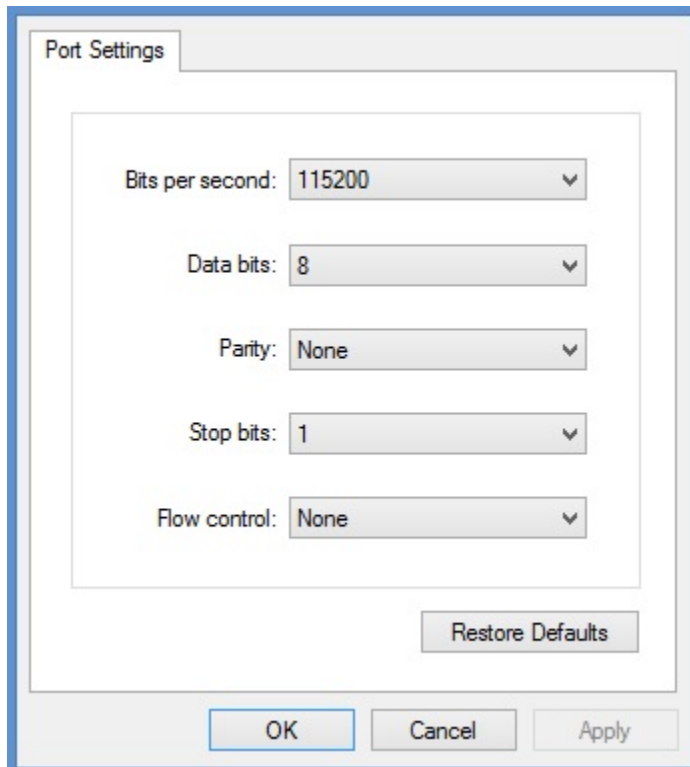 Port Settings
Bits per second: 115200
Data bits: 8
Parity: None
Stop bits: 1
Flow control: None
Restore Defaults
OK Cancel Apply